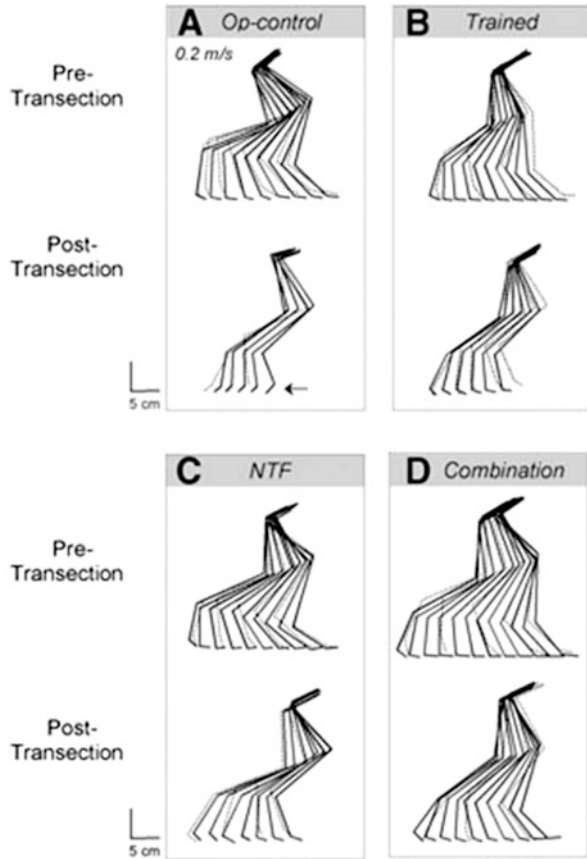 A Op-control
B Trained
0.2 m/s
Pre-
Transection
Post-
Transection
5 cm
C NTF
D Combination
Pre-
Transection
Post-
Transection
5 cm